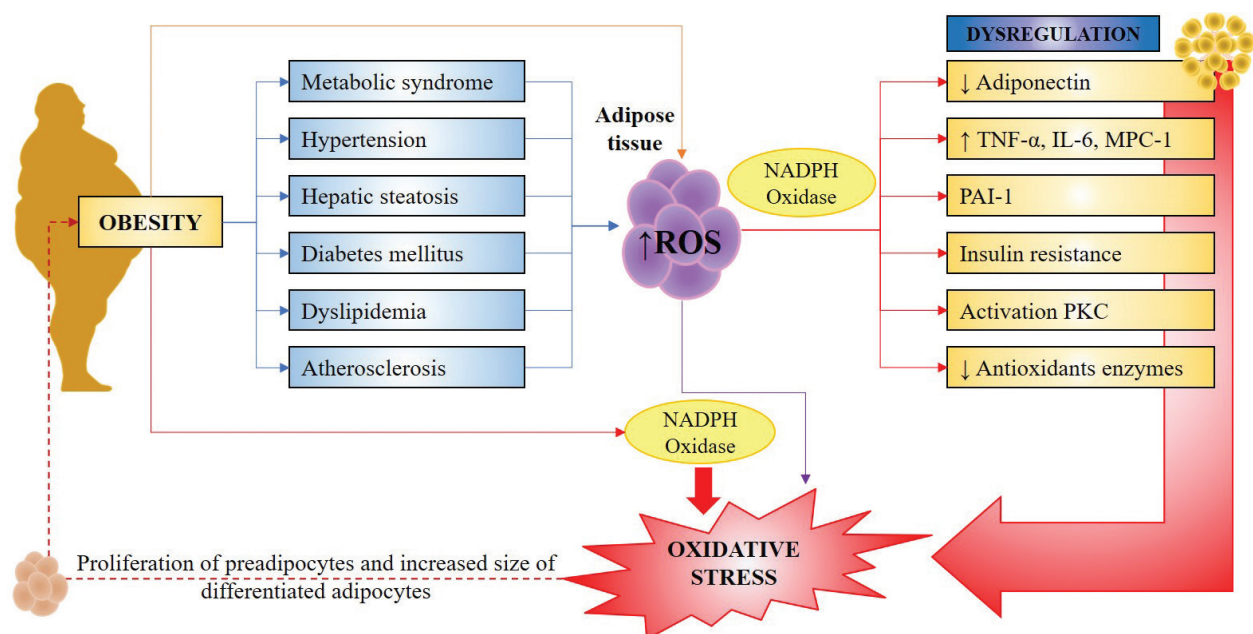 DYSREGULATION
Metabolic syndrome
Hypertension
Hepatic steatosis
Diabetes mellitus
Dyslipidemia
Atherosclerosis
OBESITY
Adipose
tissue
↑ROS
NADPH
Oxidase
↓ Adiponectin
↑ TNF-α, IL-6, MPC-1
PAI-1
Insulin resistance
Activation PKC
↓ Antioxidants enzymes
NADPH
Oxidase
OXIDATIVE
STRESS
Proliferation of preadipocytes and increased size of
differentiated adipocytes